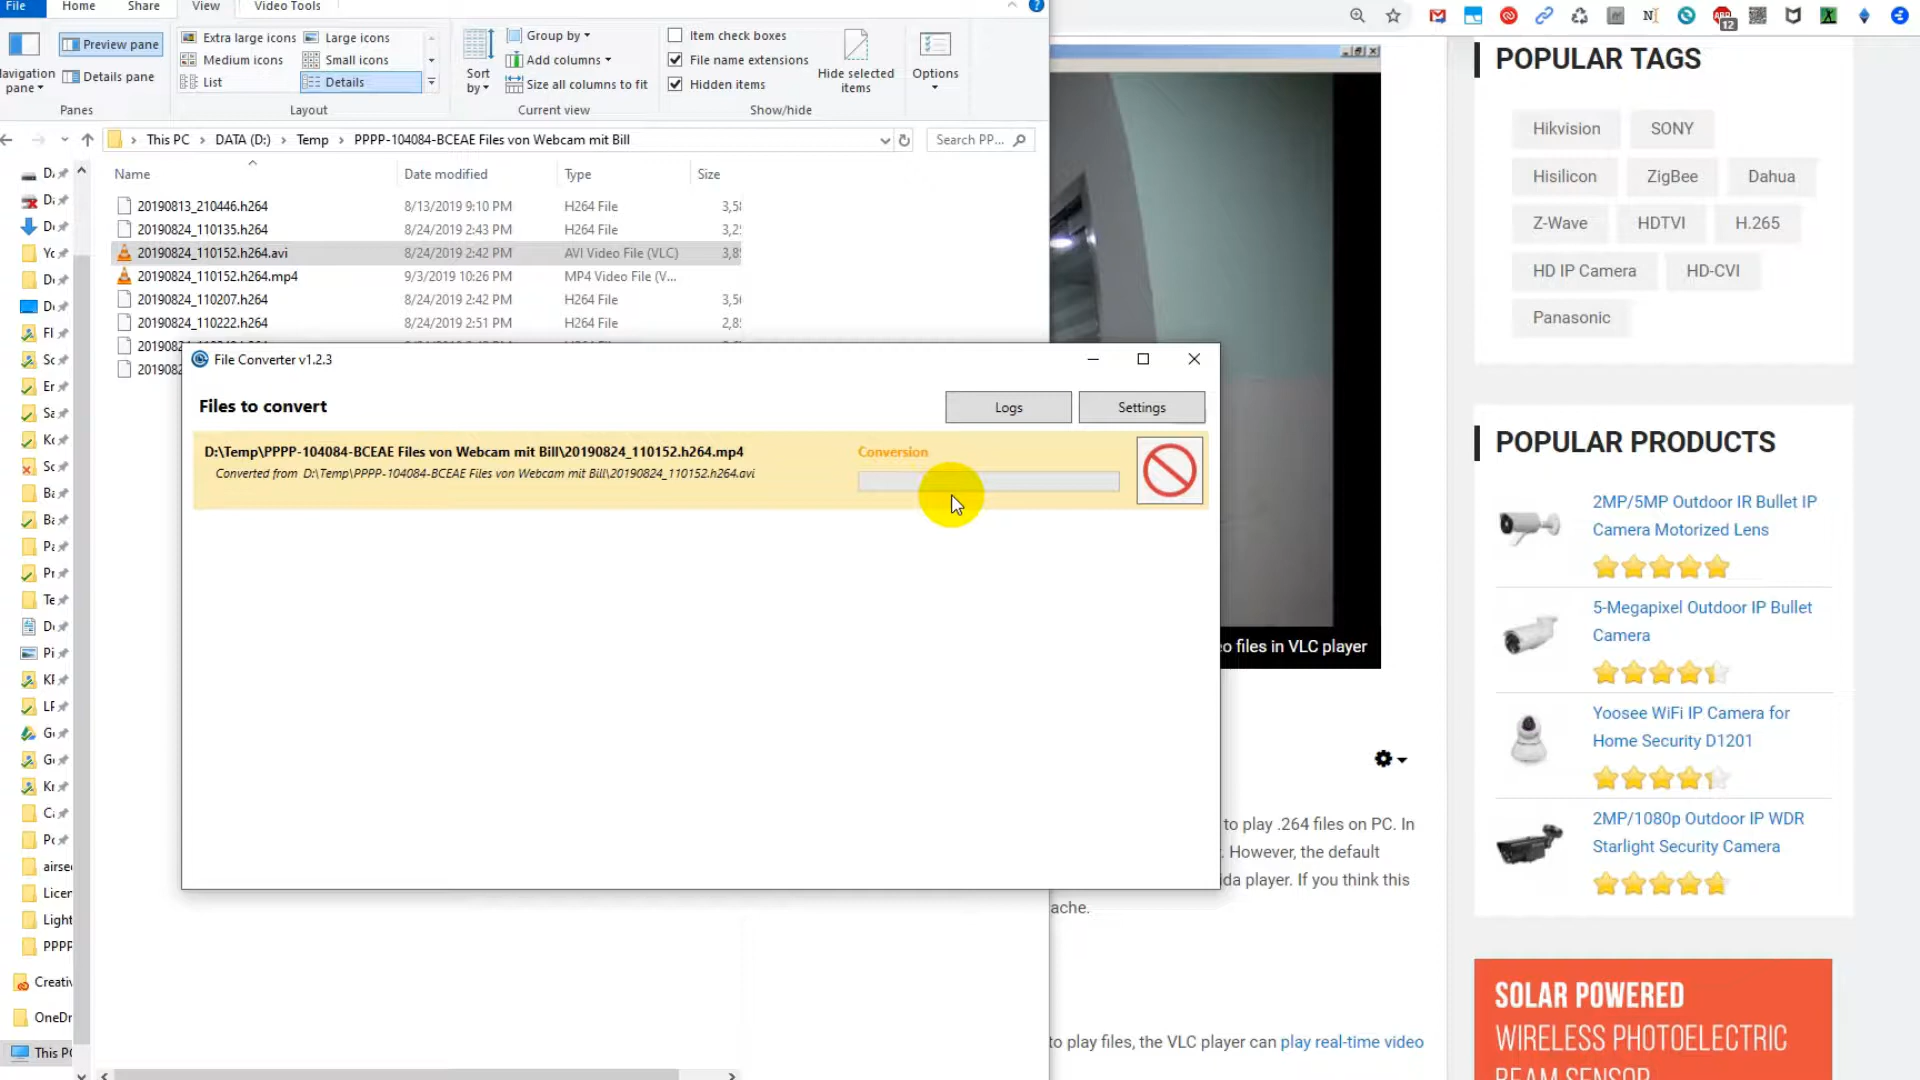 File
Home
Share
View
Video Tools
Preview pane
Details pane
pane
Panes
Extra large icons
Large icons
Medium icons
Small icons
List
Details
Layout
Sort by
Group by
Add columns
Size all columns to fit
Current view
Item check boxes
File name extensions
Hidden items
Hide selected items
Show/hide
Options
This PC
DATA (D:)
Temp
PPPP-104084-BCEAE Files von Webcam mit Bill
Search PP...
Name
Date modified
Type
Size
20190813_210446.h264 8/13/2019 9:10 PM H264 File
20190824_110135.h264 8/24/2019 2:43 PM H264 File
20190824_110152.h264.avi 8/24/2019 2:42 PM AVI Video File (VLC)
20190824_110152.h264.mp4 9/3/2019 10:26 PM MP4 Video File (V...
20190824_110207.h264 8/24/2019 2:42 PM H264 File
20190824_110222.h264 8/24/2019 2:51 PM H264 File
File Converter v1.2.3
Files to convert
Logs
Settings
D:\Temp\PPPP-104084-BCEAE Files von Webcam mit Bill\20190824_110152.h264.mp4
Converted from D:\Temp\PPPP-104084-BCEAE Files von Webcam mit Bill\20190824_110152.h264.avi
Conversion
This PC
files in VLC player
to play .264 files on PC. In
However, the default
player. If you think this
to play files, the VLC player can play real-time video
12
POPULAR TAGS
Hikvision
SONY
Hisilicon
ZigBee
Dahua
Z-Wave
HDTVI
H.265
HD IP Camera
HD-CVI
Panasonic
POPULAR PRODUCTS
2MP/5MP Outdoor IR Bullet IP
Camera Motorized Lens
5-Megapixel Outdoor IP Bullet
Camera
Yoosee WiFi IP Camera for
Home Security D1201
2MP/1080p Outdoor IP WDR
Starlight Security Camera
SOLAR POWERED
WIRELESS PHOTOELECTRIC
BEAM SENSOR